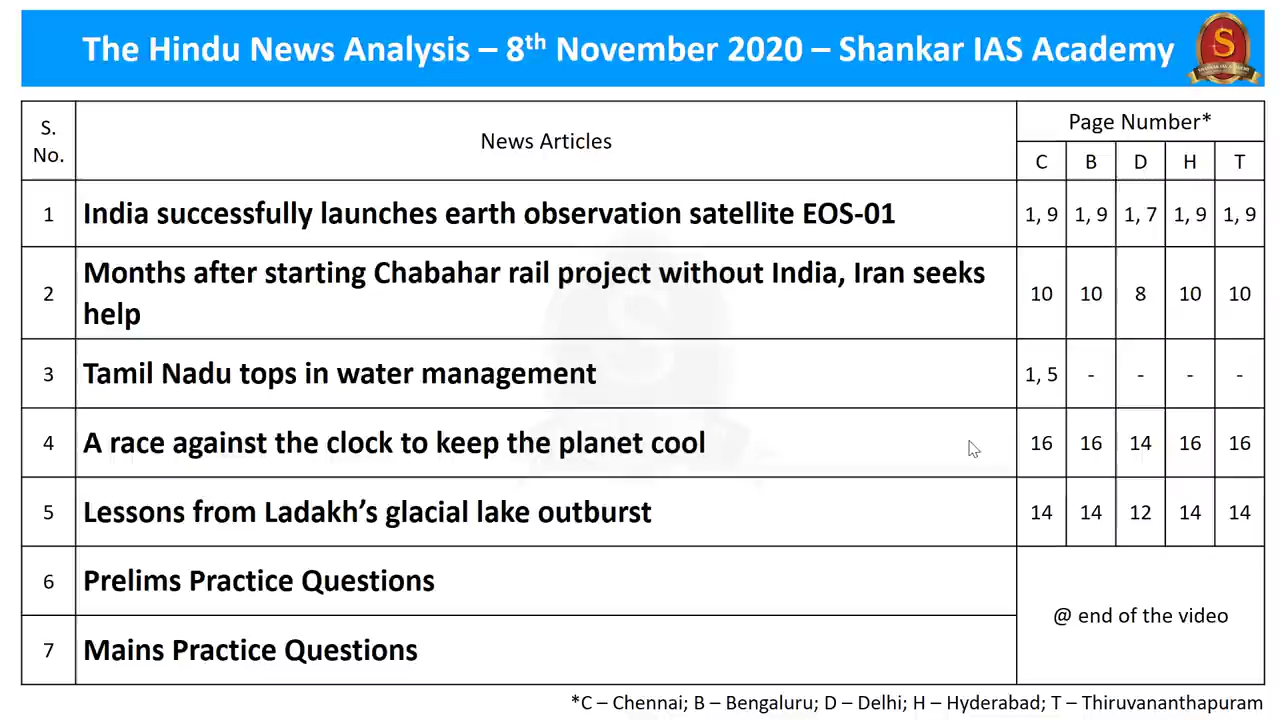 The Hindu News Analysis – 8th November 2020 – Shankar IAS Academy
S. No.
News Articles
Page Number*
C B D H T
1 India successfully launches earth observation satellite EOS-01 1, 9 1, 9 1, 7 1, 9 1, 9
2 Months after starting Chabahar rail project without India, Iran seeks
help 10 10 8 10 10
3 Tamil Nadu tops in water management 1, 5 - - - -
4 A race against the clock to keep the planet cool 16 16 14 16 16
5 Lessons from Ladakh’s glacial lake outburst 14 14 12 14 14
6 Prelims Practice Questions
@ end of the video
7 Mains Practice Questions
*C – Chennai; B – Bengaluru; D – Delhi; H – Hyderabad; T – Thiruvananthapuram